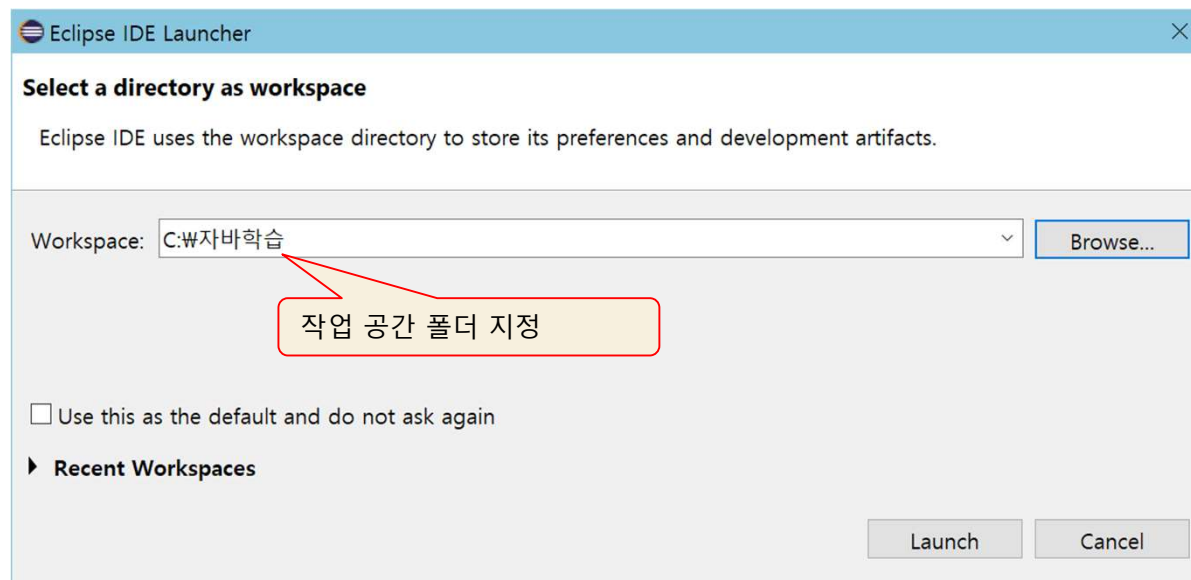 Eclipse IDE Launcher
Select a directory as workspace
Eclipse IDE uses the workspace directory to store its preferences and development artifacts.
Workspace: C:₩자바학습 Browse...
작업 공간 폴더 지정
Use this as the default and do not ask again
Recent Workspaces
Launch Cancel